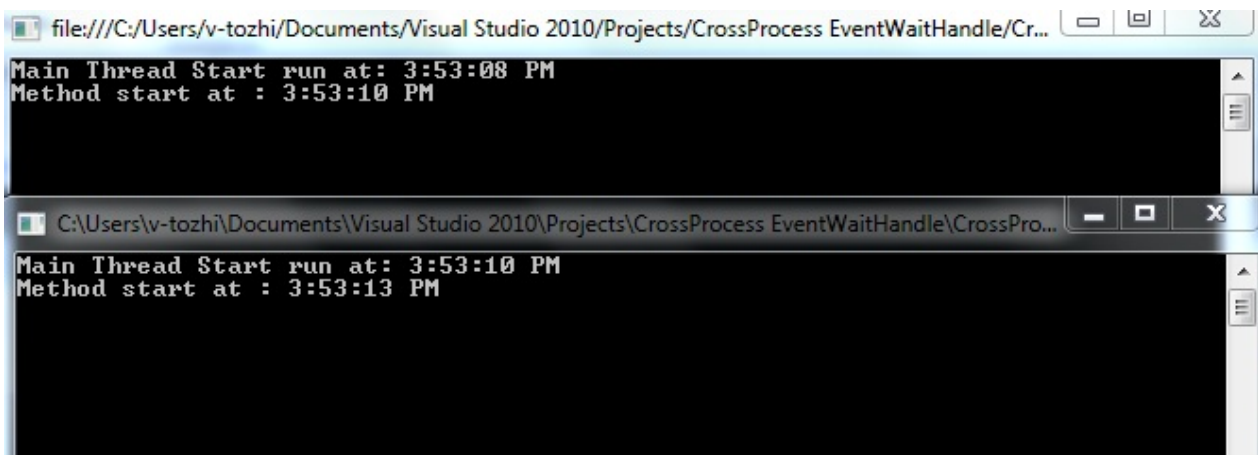 file:///C:/Users/v-tozhi/Documents/Visual Studio 2010/Projects/CrossProcess EventWaitHandle/Cr...
Main Thread Start run at: 3:53:08 PM
Method start at : 3:53:10 PM
C:\Users\v-tozhi\Documents\Visual Studio 2010\Projects\CrossProcess EventWaitHandle\CrossPro...
Main Thread Start run at: 3:53:10 PM
Method start at : 3:53:13 PM